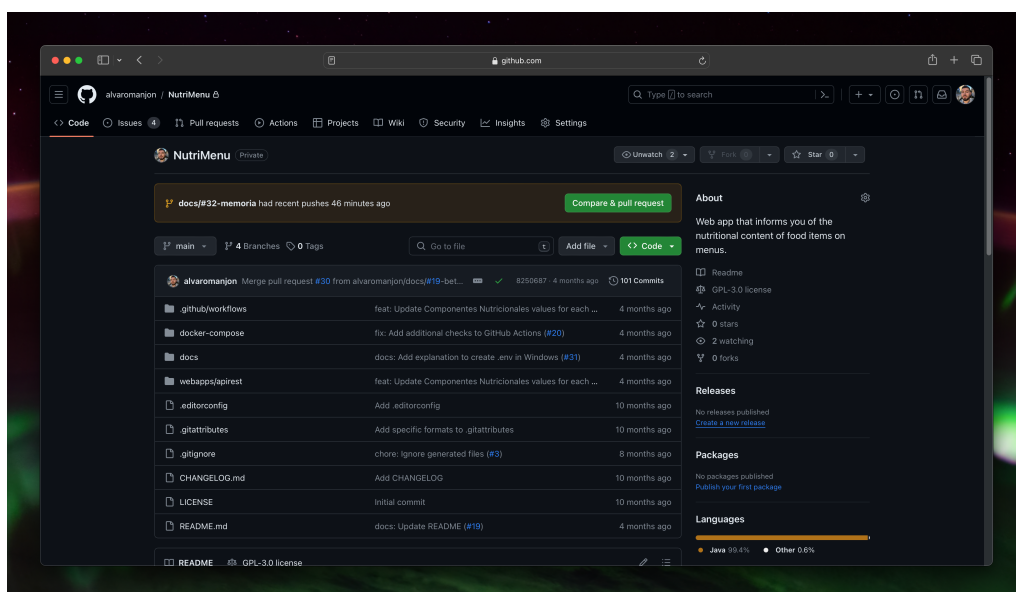 github.com
alvaromanjon / NutriMenu
Type / to search
Code Issues 4 Pull requests Actions Projects Wiki Security Insights Settings
NutriMenu Private
Unwatch 2 Fork 0 Star 0
docs/#32-memoria had recent pushes 46 minutes ago
Compare & pull request
main 4 Branches 0 Tags
Go to file t
Add file Code
alvaromanjon Merge pull request #30 from alvaromanjon/docs/#19-bet... 8250687 · 4 months ago 101 Commits
.github/workflows feat: Update Componentes Nutricionales values for each ... 4 months ago
docker-compose fix: Add additional checks to GitHub Actions (#20) 4 months ago
docs docs: Add explanation to create .env in Windows (#31) 4 months ago
webapps/apirest feat: Update Componentes Nutricionales values for each ... 4 months ago
.editorconfig Add .editorconfig 10 months ago
.gitattributes Add specific formats to .gitattributes 10 months ago
.gitignore chore: Ignore generated files (#3) 8 months ago
CHANGELOG.md Add CHANGELOG 10 months ago
LICENSE Initial commit 10 months ago
README.md docs: Update README (#19) 4 months ago
README GPL-3.0 license
About
Web app that informs you of the
nutritional content of food items on
menus.
Readme
GPL-3.0 license
Activity
0 stars
2 watching
0 forks
Releases
No releases published
Create a new release
Packages
No packages published
Publish your first package
Languages
Java 99.4% Other 0.6%